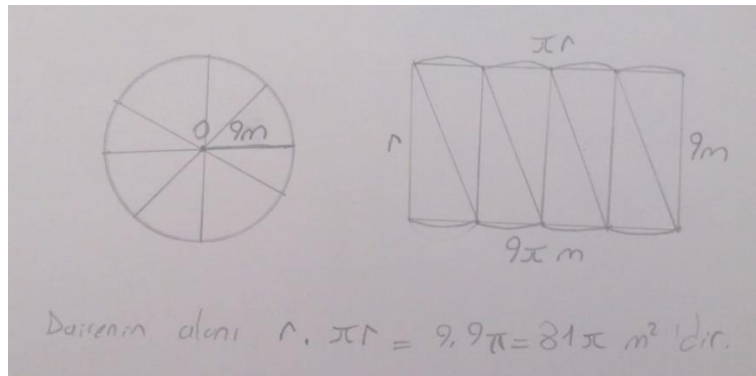 πr
O 9m
r
9m
9π m
Dairenin alanı r . πr = 9.9π = 81π m² 'dir.